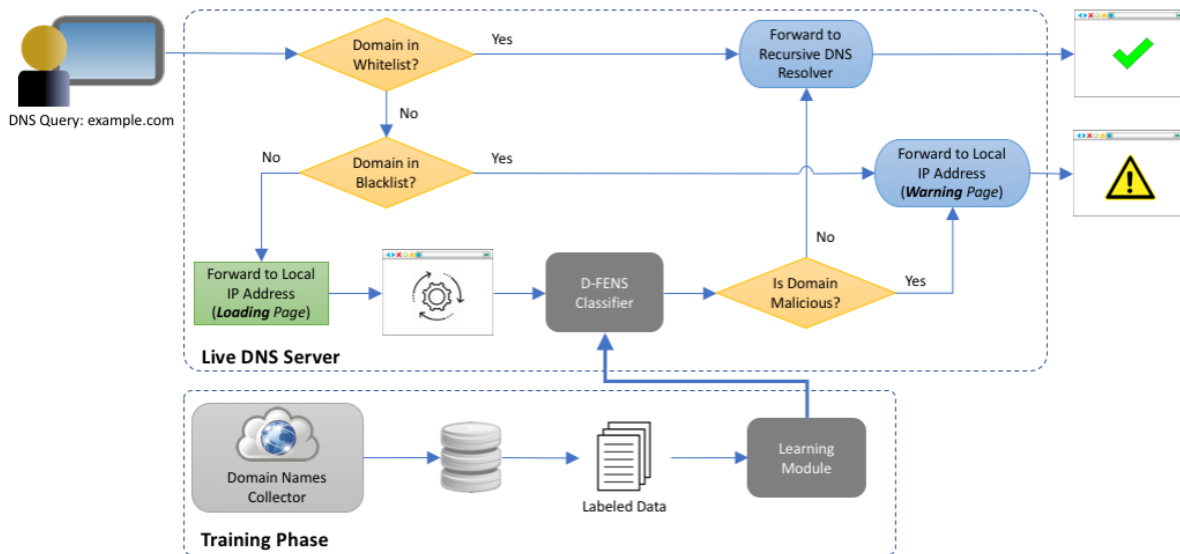 DNS Query: example.com
Domain in
Whitelist?
Yes
No
Forward to
Recursive DNS
Resolver
Domain in
Blacklist?
No
Yes
Forward to Local
IP Address
(Warning Page)
Forward to Local
IP Address
(Loading Page)
D-FENS
Classifier
Is Domain
Malicious?
No
Yes
Live DNS Server
Domain Names
Collector
Labeled Data
Learning
Module
Training Phase